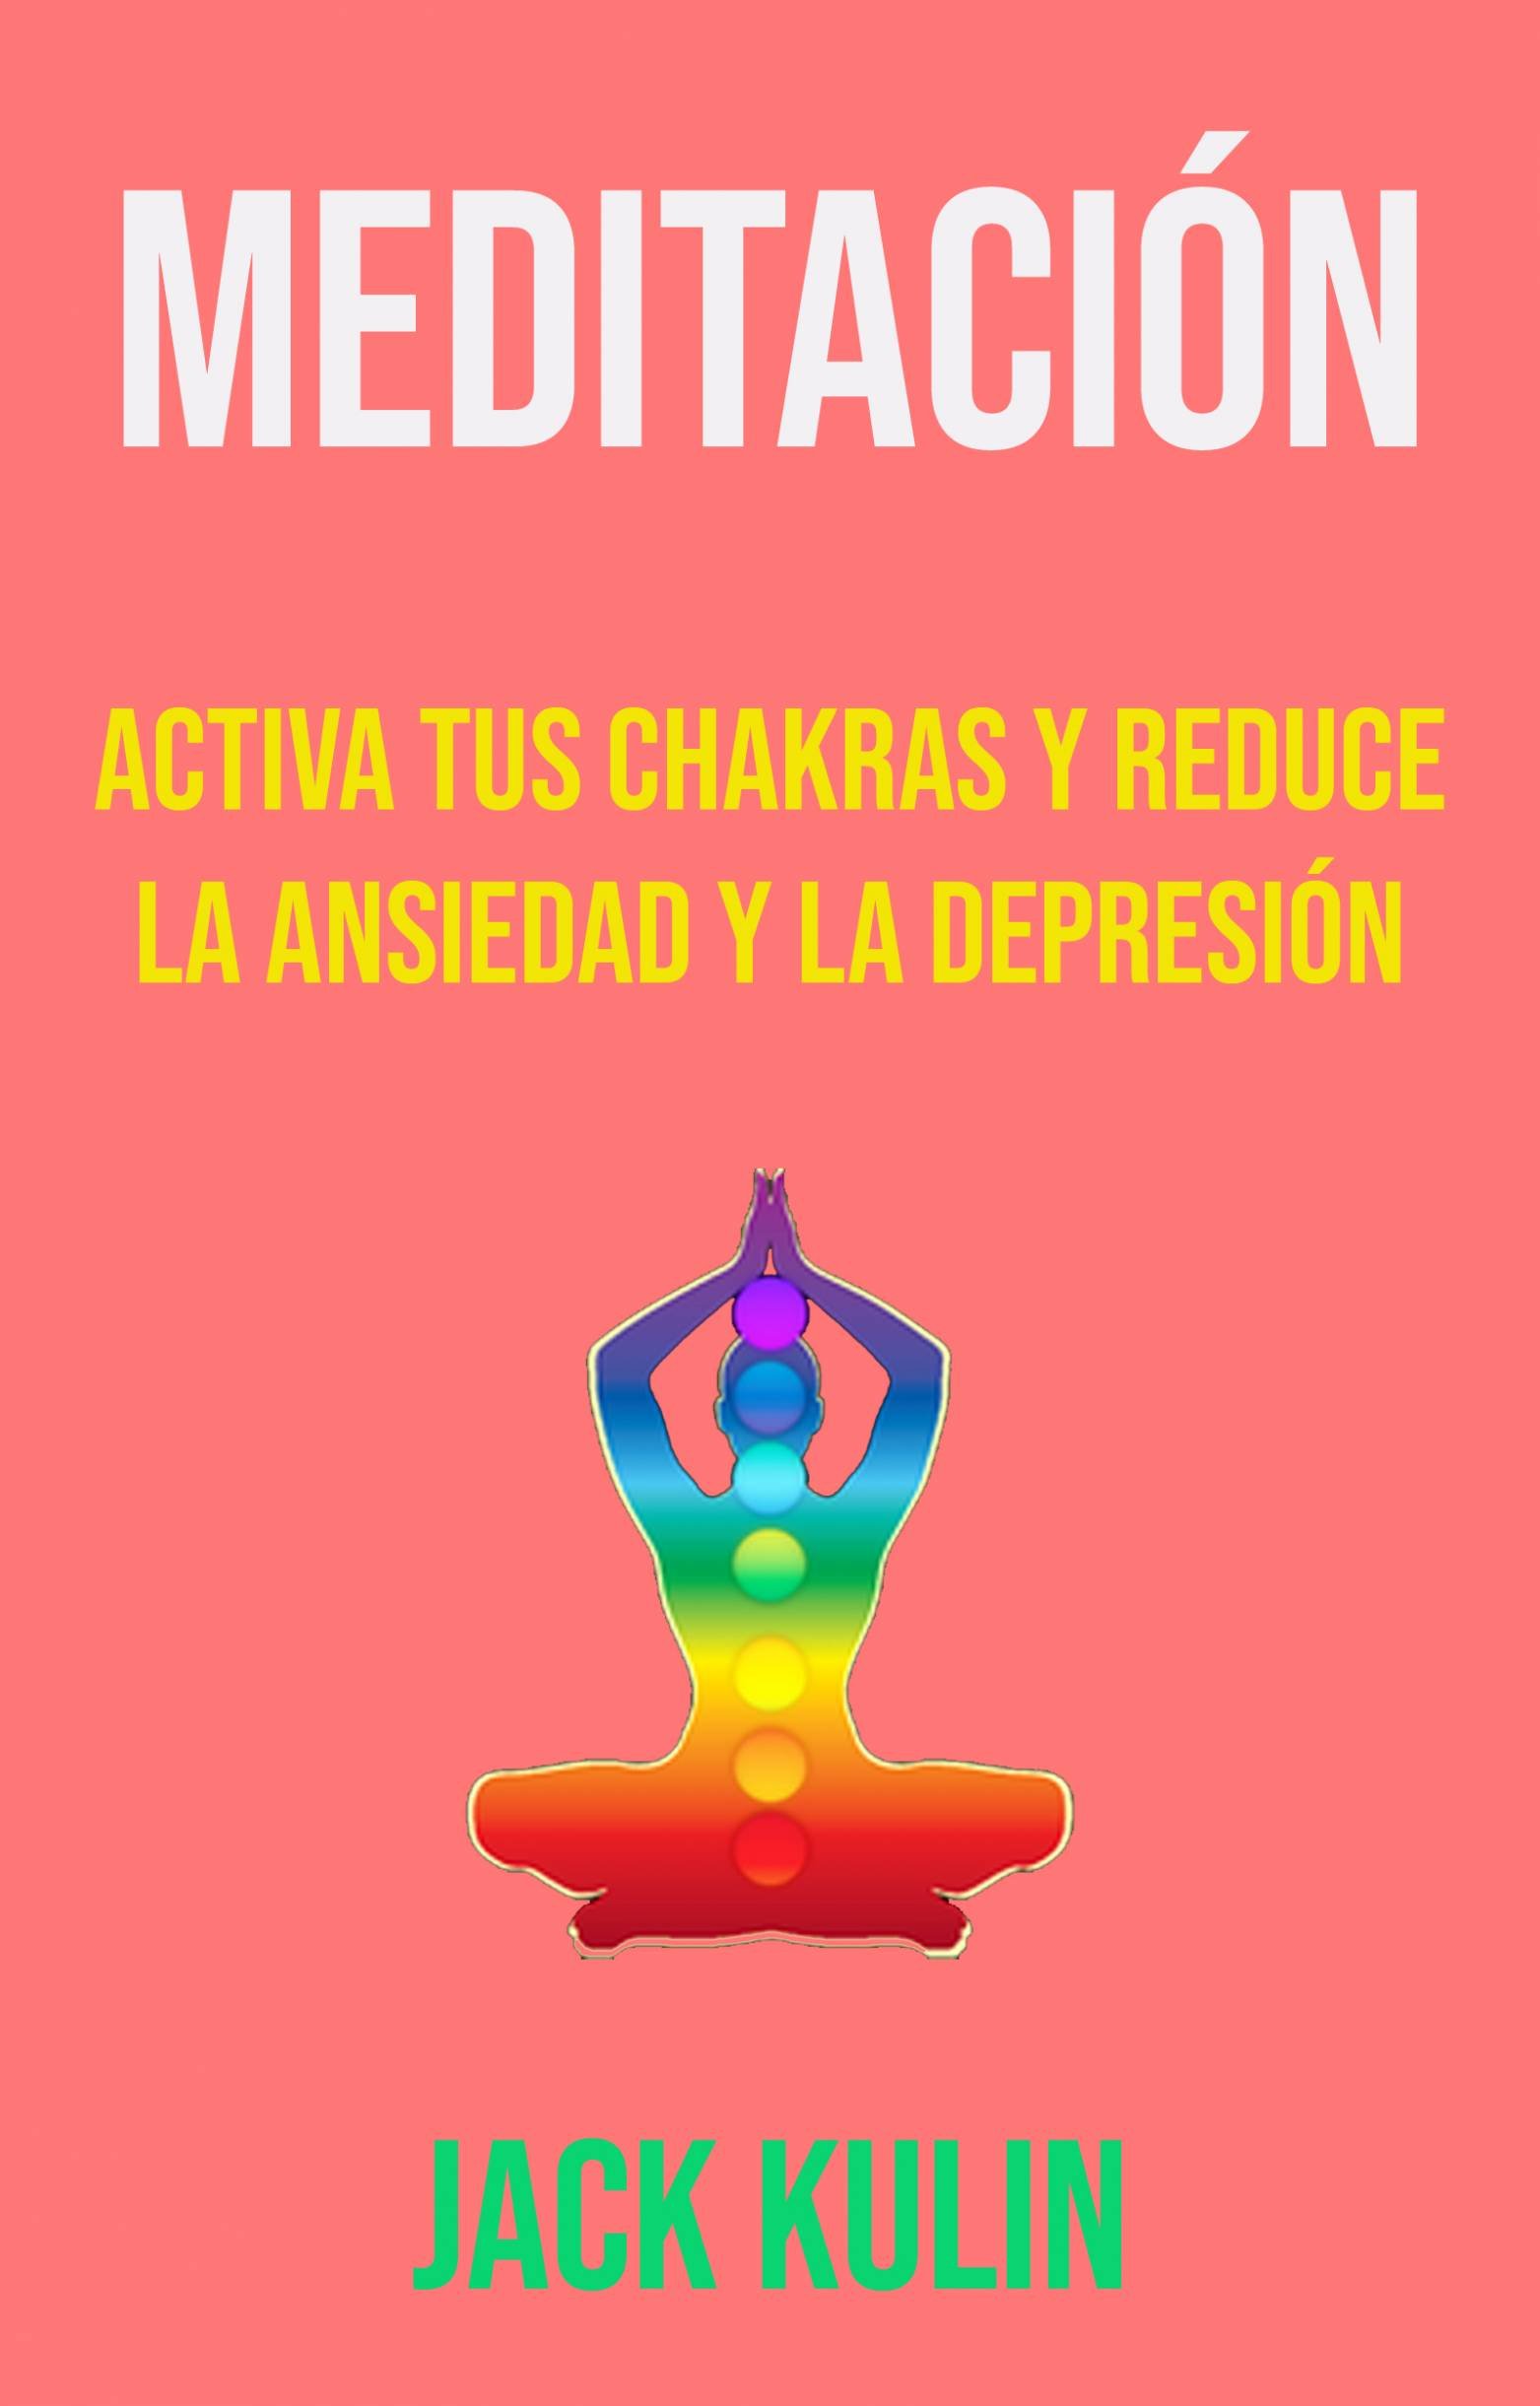 MEDITACIÓN
ACTIVA TUS CHAKRAS Y REDUCE
LA ANSIEDAD Y LA DEPRESIÓN
JACK KULIN